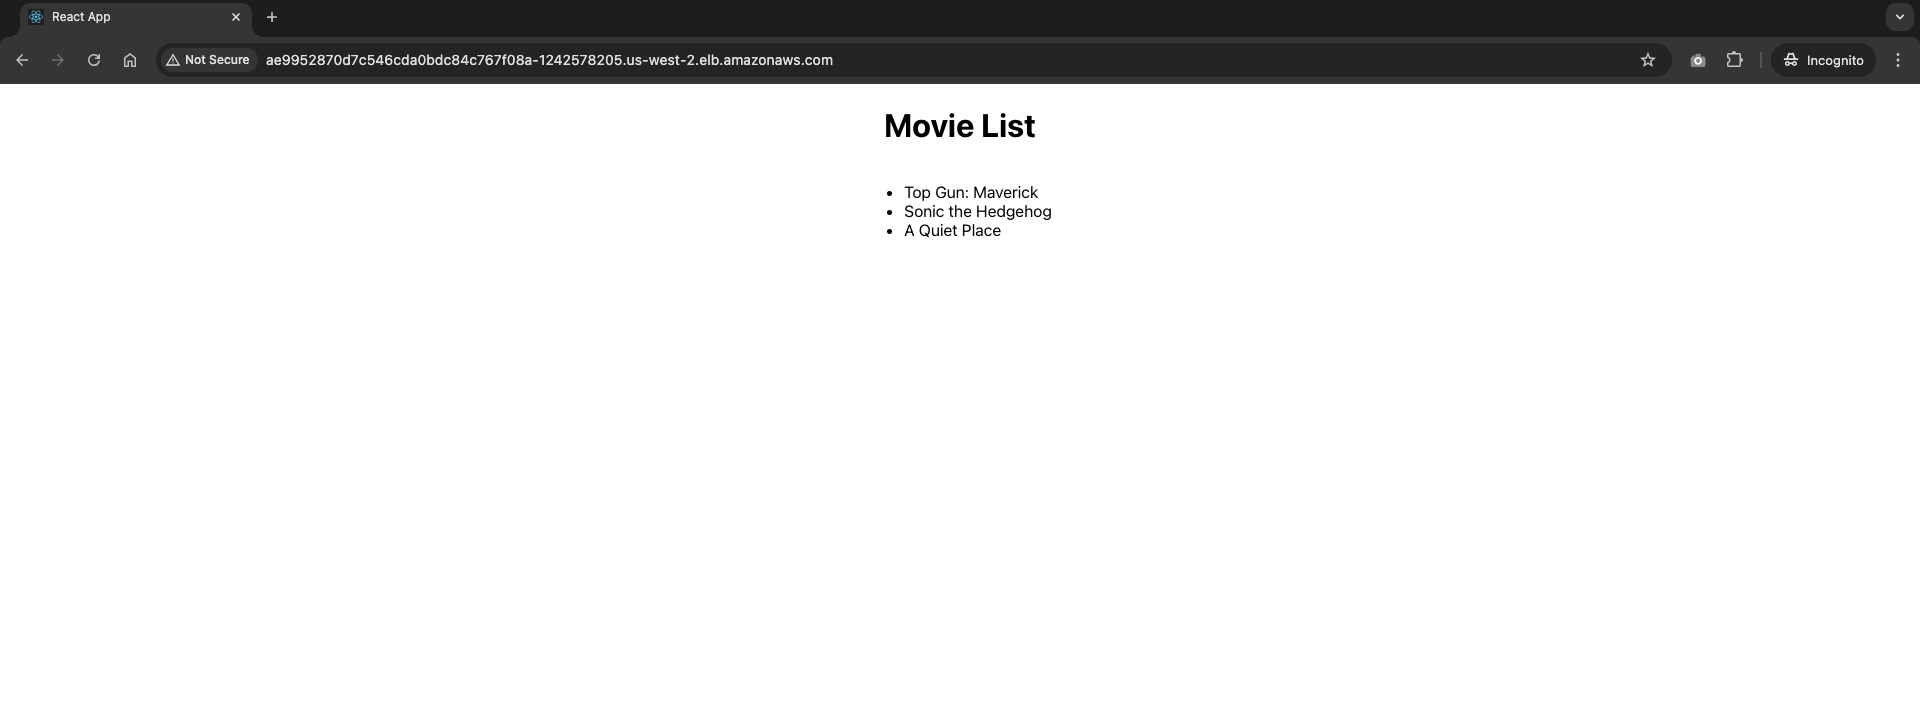 React App
Not Secure
ae9952870d7c546cda0bdc84c767f08a-1242578205.us-west-2.elb.amazonaws.com
Incognito
Movie List
• Top Gun: Maverick
• Sonic the Hedgehog
• A Quiet Place